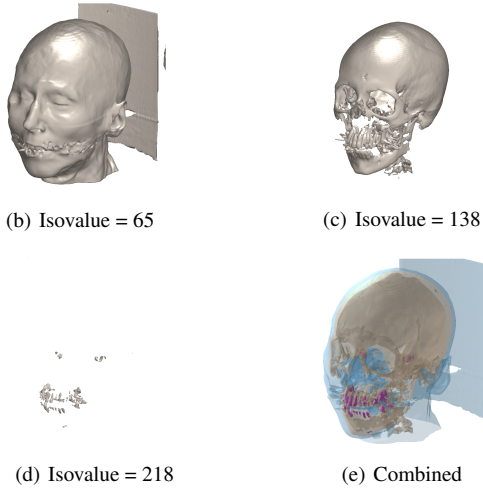 (b) Isovalue = 65
(c) Isovalue = 138
(d) Isovalue = 218
(e) Combined